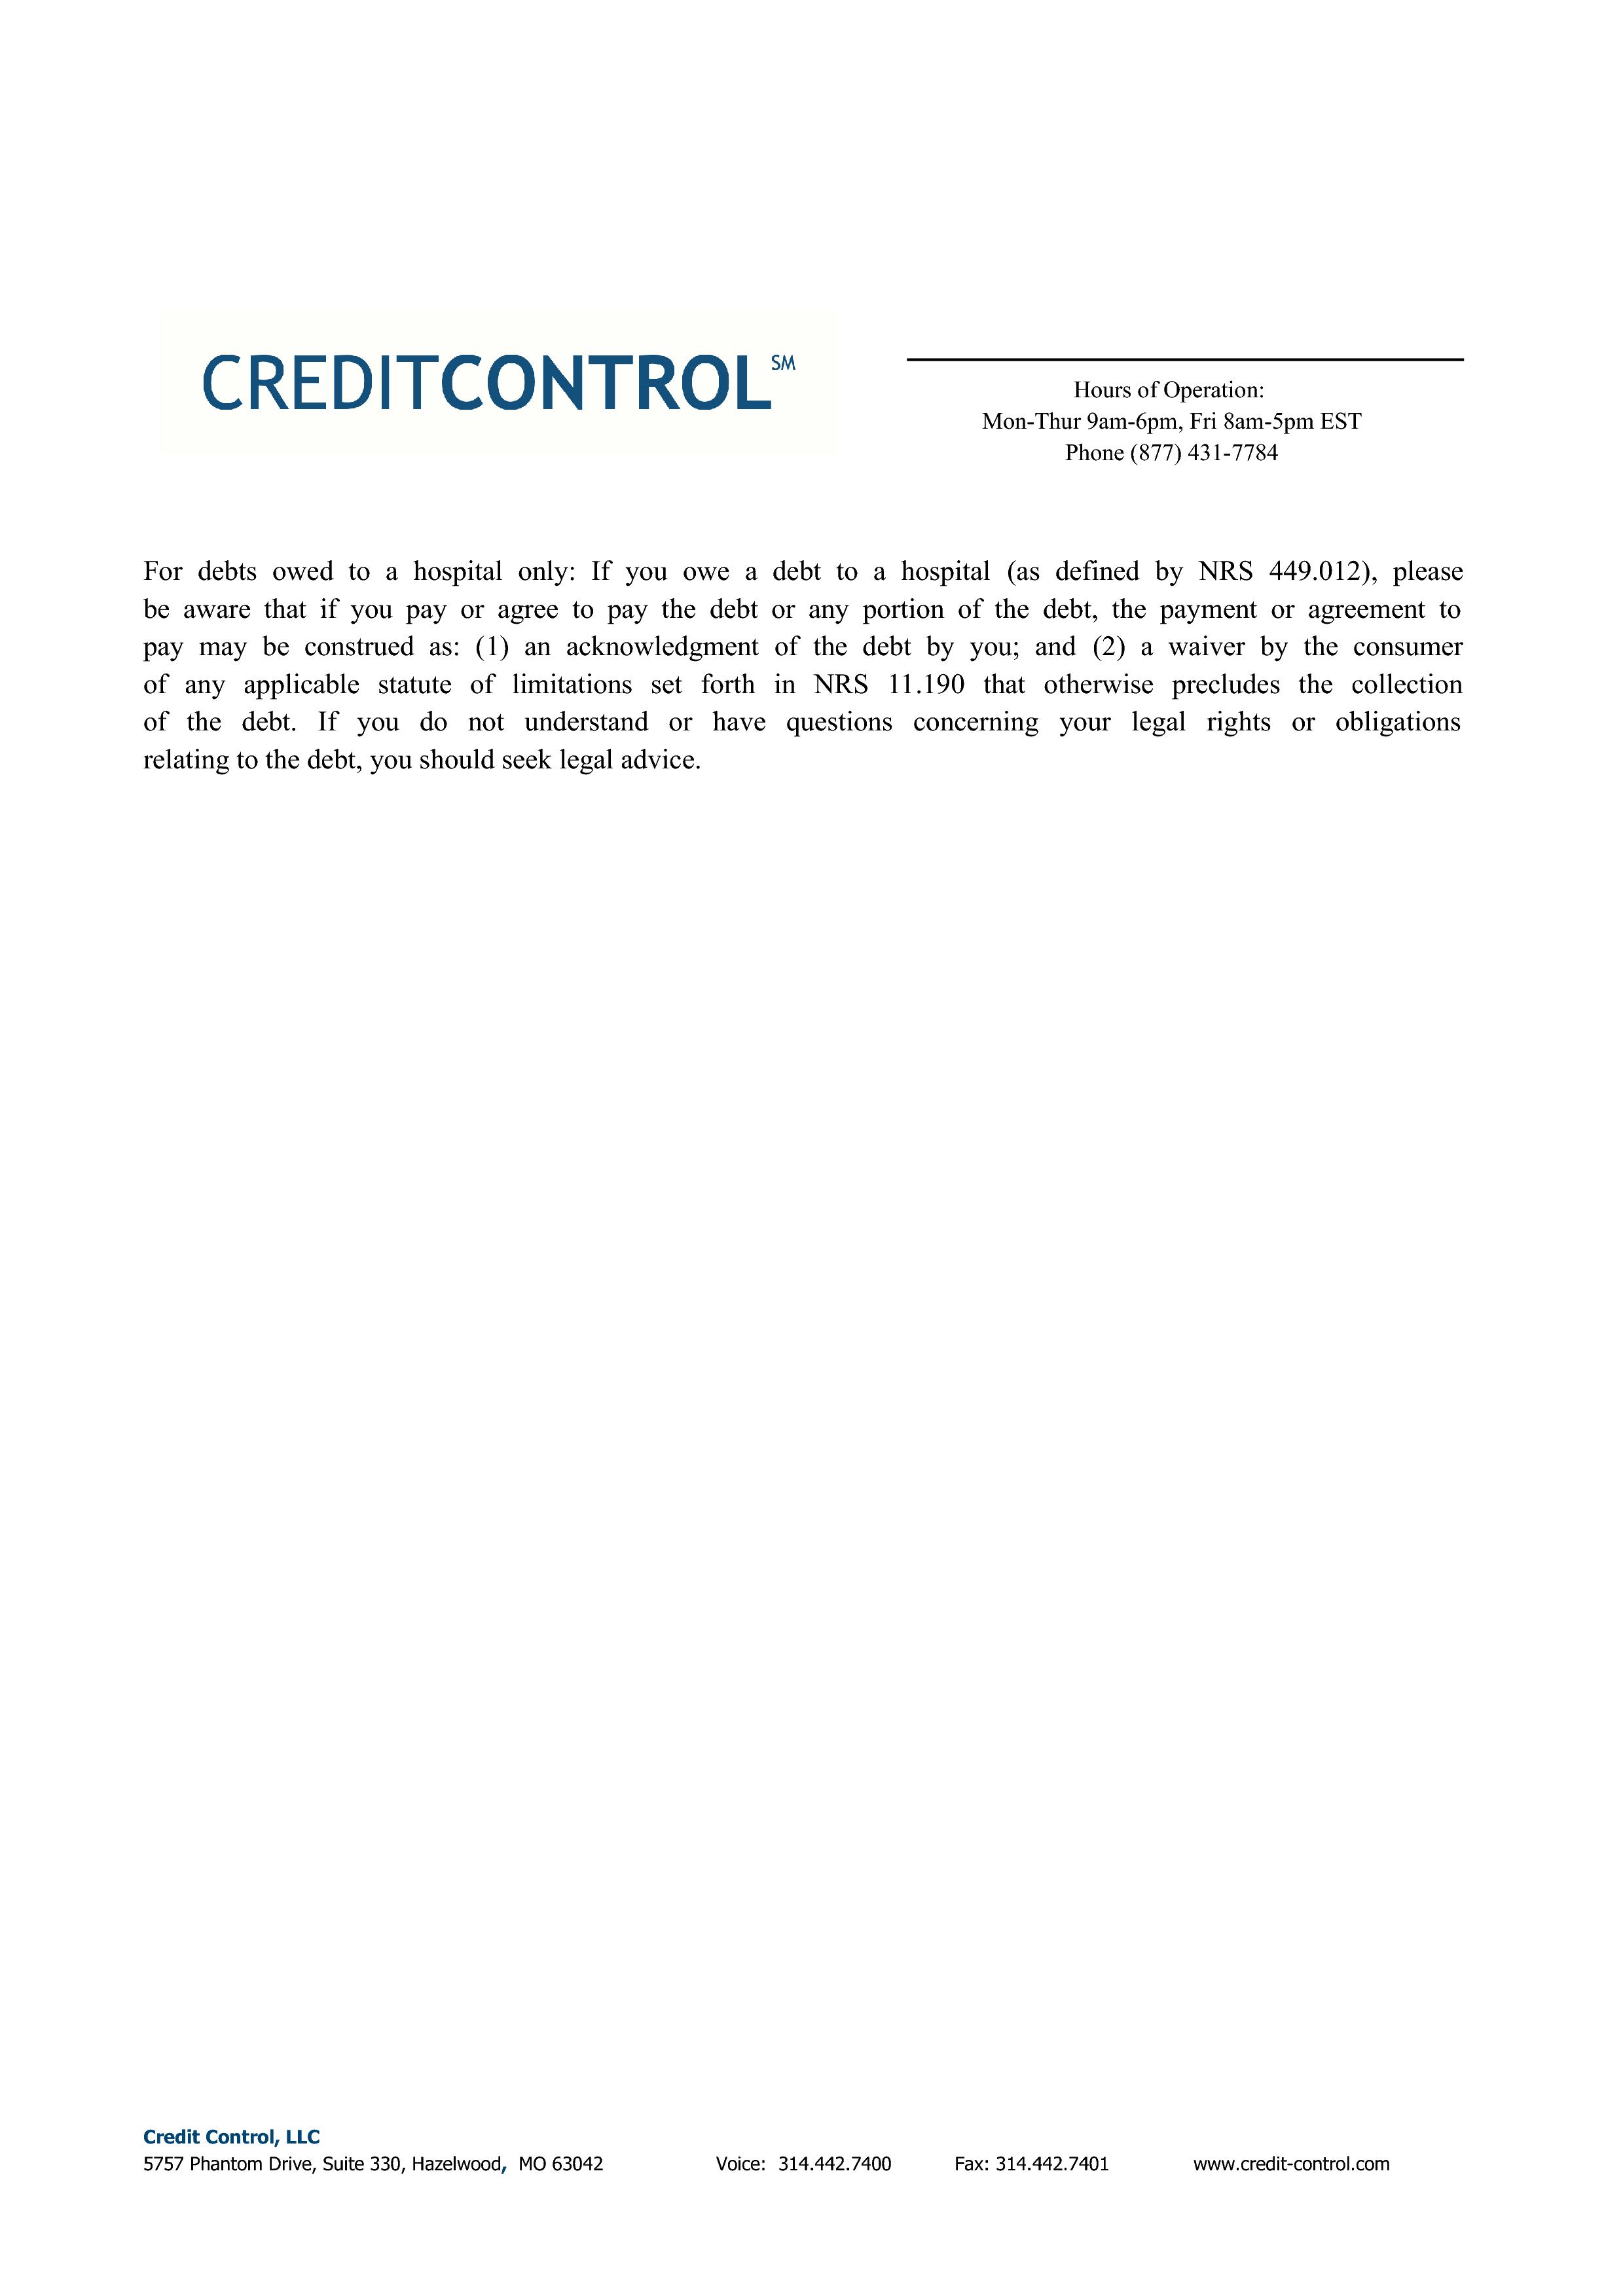 CREDITCONTROL SM
Hours of Operation:
Mon-Thur 9am-6pm, Fri 8am-5pm EST
Phone (877) 431-7784
For debts owed to a hospital only: If you owe a debt to a hospital (as defined by NRS 449.012), please
be aware that if you pay or agree to pay the debt or any portion of the debt, the payment or agreement to
pay may be construed as: (1) an acknowledgment of the debt by you; and (2) a waiver by the consumer
of any applicable statute of limitations set forth in NRS 11.190 that otherwise precludes the collection
of the debt. If you do not understand or have questions concerning your legal rights or obligations
relating to the debt, you should seek legal advice.
Credit Control, LLC
5757 Phantom Drive, Suite 330, Hazelwood, MO 63042 Voice: 314.442.7400 Fax: 314.442.7401 www.credit-control.com